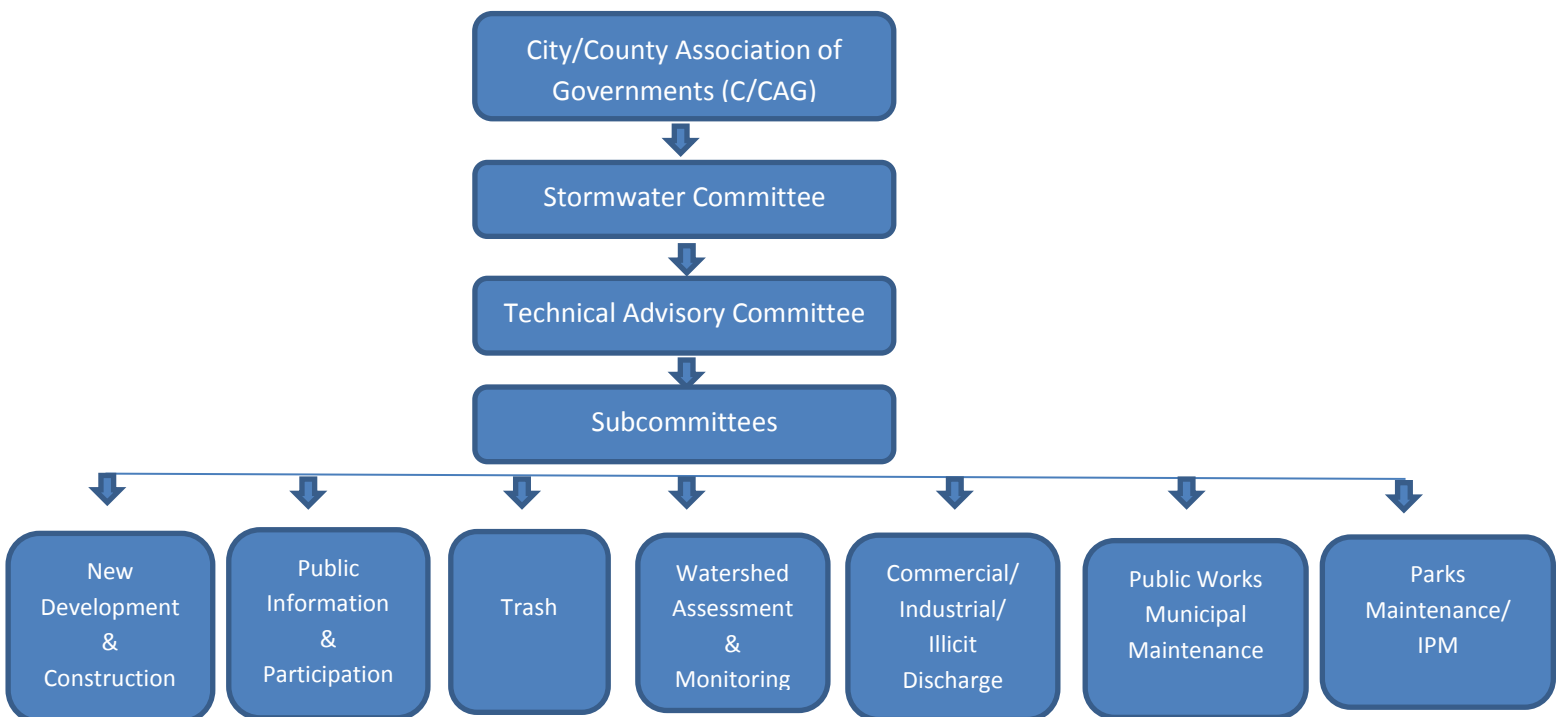 City/County Association of
Governments (C/CAG)
Stormwater Committee
Technical Advisory Committee
Subcommittees
New
Development
&
Construction
Public
Information
&
Participation
Trash
Watershed
Assessment
&
Monitoring
Commercial/
Industrial/
Illicit
Discharge
Public Works
Municipal
Maintenance
Parks
Maintenance/
IPM